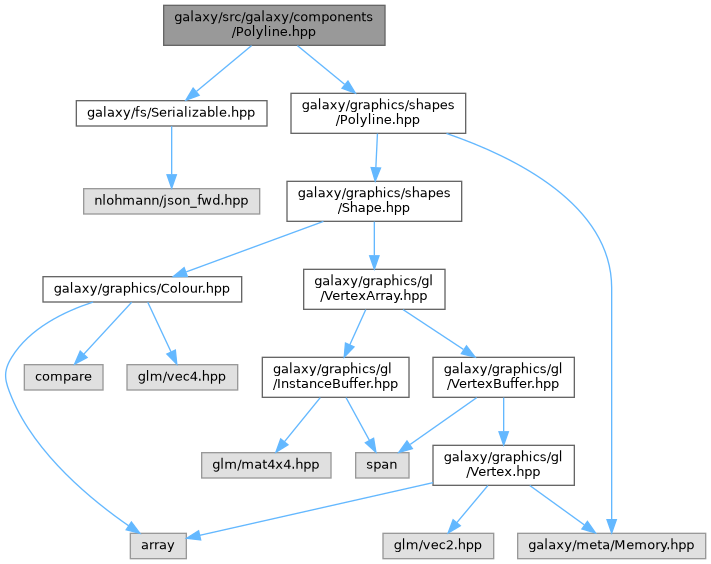 galaxy/src/galaxy/components
/Polyline.hpp
galaxy/fs/Serializable.hpp
galaxy/graphics/shapes
/Polyline.hpp
nlohmann/json_fwd.hpp
galaxy/graphics/shapes
/Shape.hpp
galaxy/graphics/Colour.hpp
galaxy/graphics/gl
/VertexArray.hpp
compare
glm/vec4.hpp
galaxy/graphics/gl
/InstanceBuffer.hpp
galaxy/graphics/gl
/VertexBuffer.hpp
glm/mat4x4.hpp
span
galaxy/graphics/gl
/Vertex.hpp
array
glm/vec2.hpp
galaxy/meta/Memory.hpp